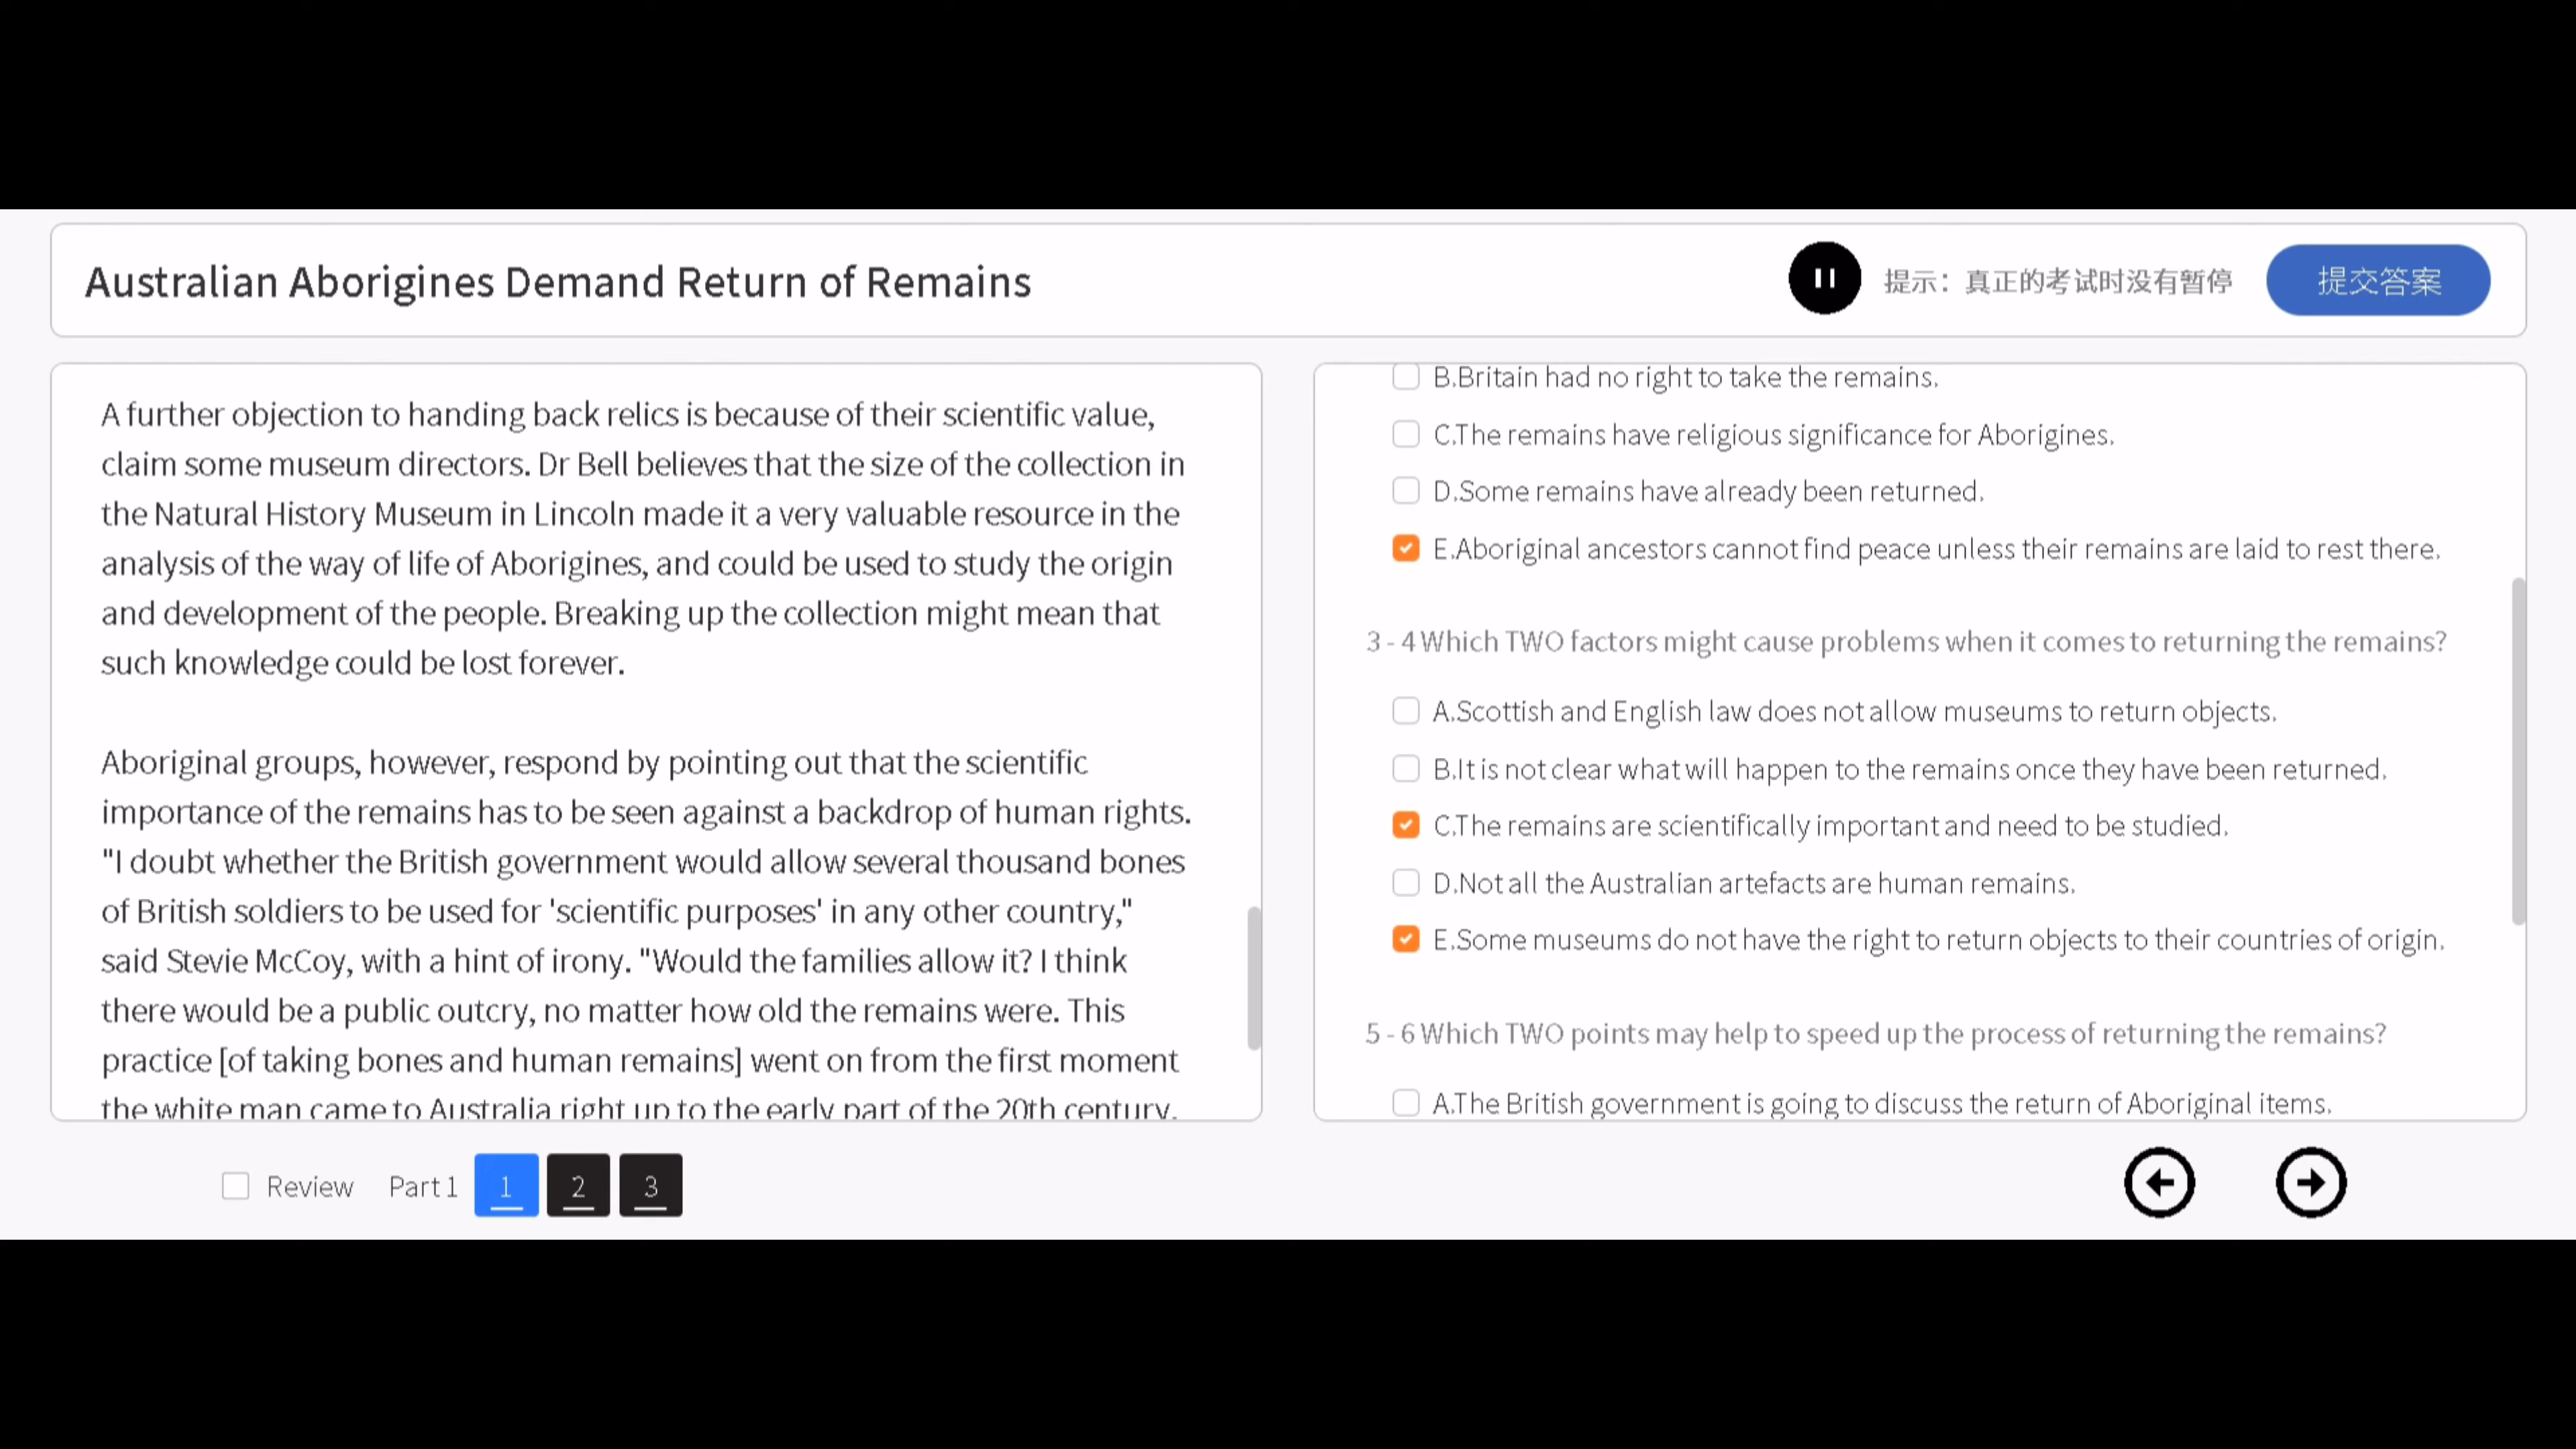 Australian Aborigines Demand Return of Remains
提示：真正的考试时没有暂停
提交答案
A further objection to handing back relics is because of their scientific value,
claim some museum directors. Dr Bell believes that the size of the collection in
the Natural History Museum in Lincoln made it a very valuable resource in the
analysis of the way of life of Aborigines, and could be used to study the origin
and development of the people. Breaking up the collection might mean that
such knowledge could be lost forever.
Aboriginal groups, however, respond by pointing out that the scientific
importance of the remains has to be seen against a backdrop of human rights.
"I doubt whether the British government would allow several thousand bones
of British soldiers to be used for 'scientific purposes' in any other country,"
said Stevie McCoy, with a hint of irony. "Would the families allow it? I think
there would be a public outcry, no matter how old the remains were. This
practice [of taking bones and human remains] went on from the first moment
the white man came to Australia right up to the early part of the 20th century.
B.Britain had no right to take the remains.
C.The remains have religious significance for Aborigines.
D.Some remains have already been returned.
E.Aboriginal ancestors cannot find peace unless their remains are laid to rest there.
3 - 4 Which TWO factors might cause problems when it comes to returning the remains?
A.Scottish and English law does not allow museums to return objects.
B.It is not clear what will happen to the remains once they have been returned.
C.The remains are scientifically important and need to be studied.
D.Not all the Australian artefacts are human remains.
E.Some museums do not have the right to return objects to their countries of origin.
5 - 6 Which TWO points may help to speed up the process of returning the remains?
A.The British government is going to discuss the return of Aboriginal items.
Review Part 1 1 2 3